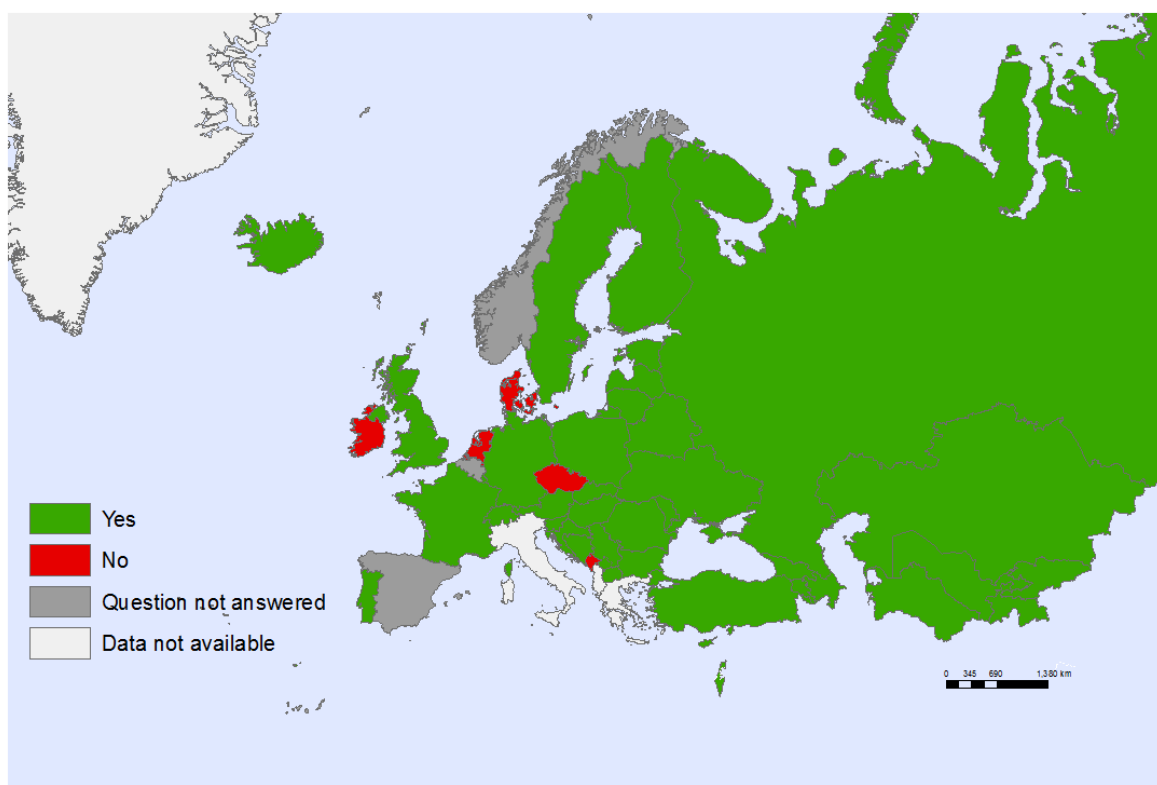 Yes
No
Question not answered
Data not available
0 345 690 1,380 km